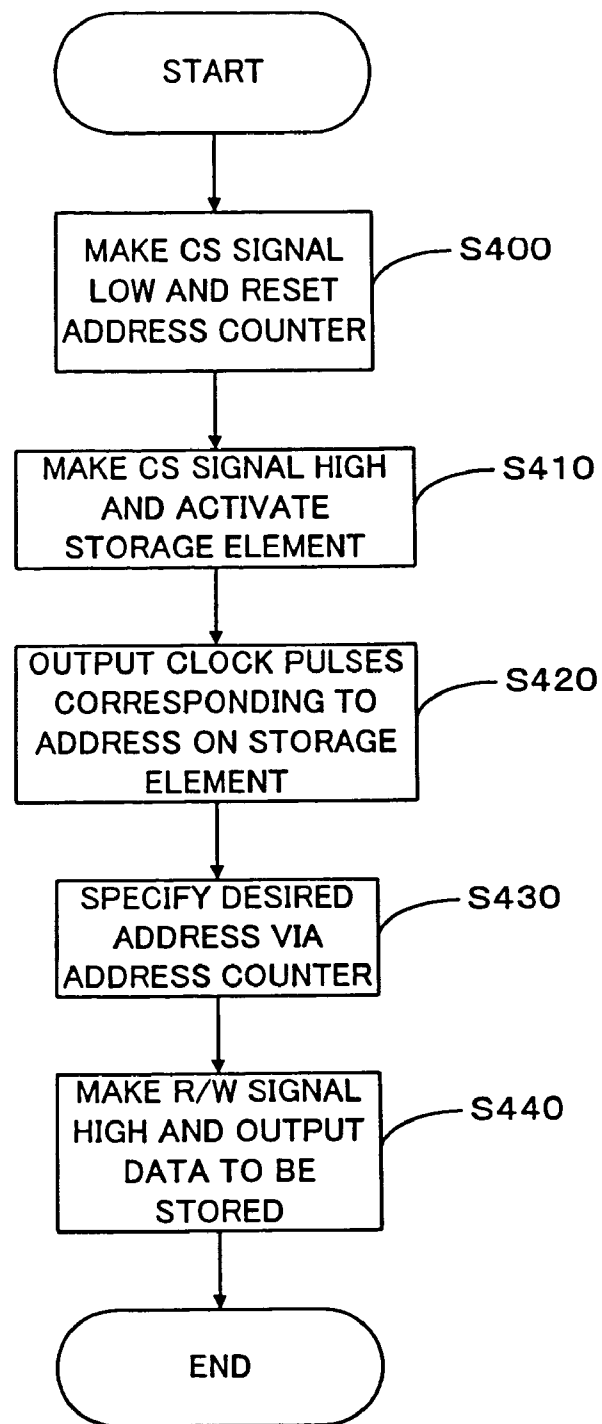 START
MAKE CS SIGNAL
LOW AND RESET
ADDRESS COUNTER
S400
MAKE CS SIGNAL HIGH
AND ACTIVATE
STORAGE ELEMENT
S410
OUTPUT CLOCK PULSES
CORRESPONDING TO
ADDRESS ON STORAGE
ELEMENT
S420
SPECIFY DESIRED
ADDRESS VIA
ADDRESS COUNTER
S430
MAKE R/W SIGNAL
HIGH AND OUTPUT
DATA TO BE
STORED
S440
END